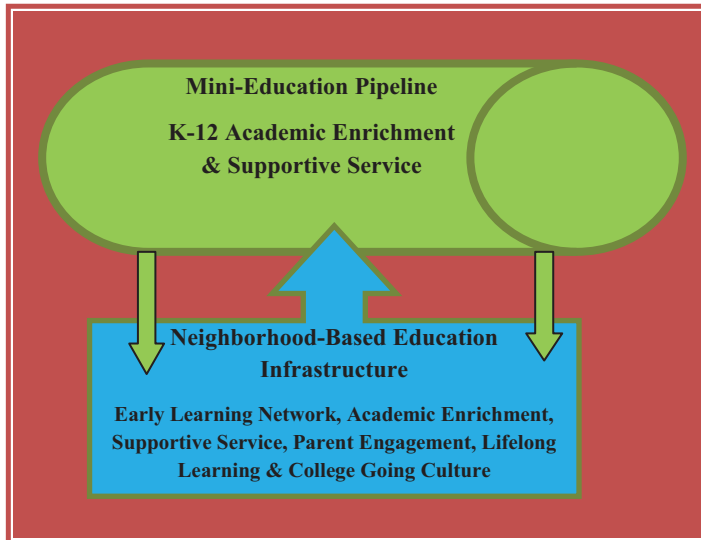 Mini-Education Pipeline
K-12 Academic Enrichment
& Supportive Service
Neighborhood-Based Education
Infrastructure
Early Learning Network, Academic Enrichment,
Supportive Service, Parent Engagement, Lifelong
Learning & College Going Culture